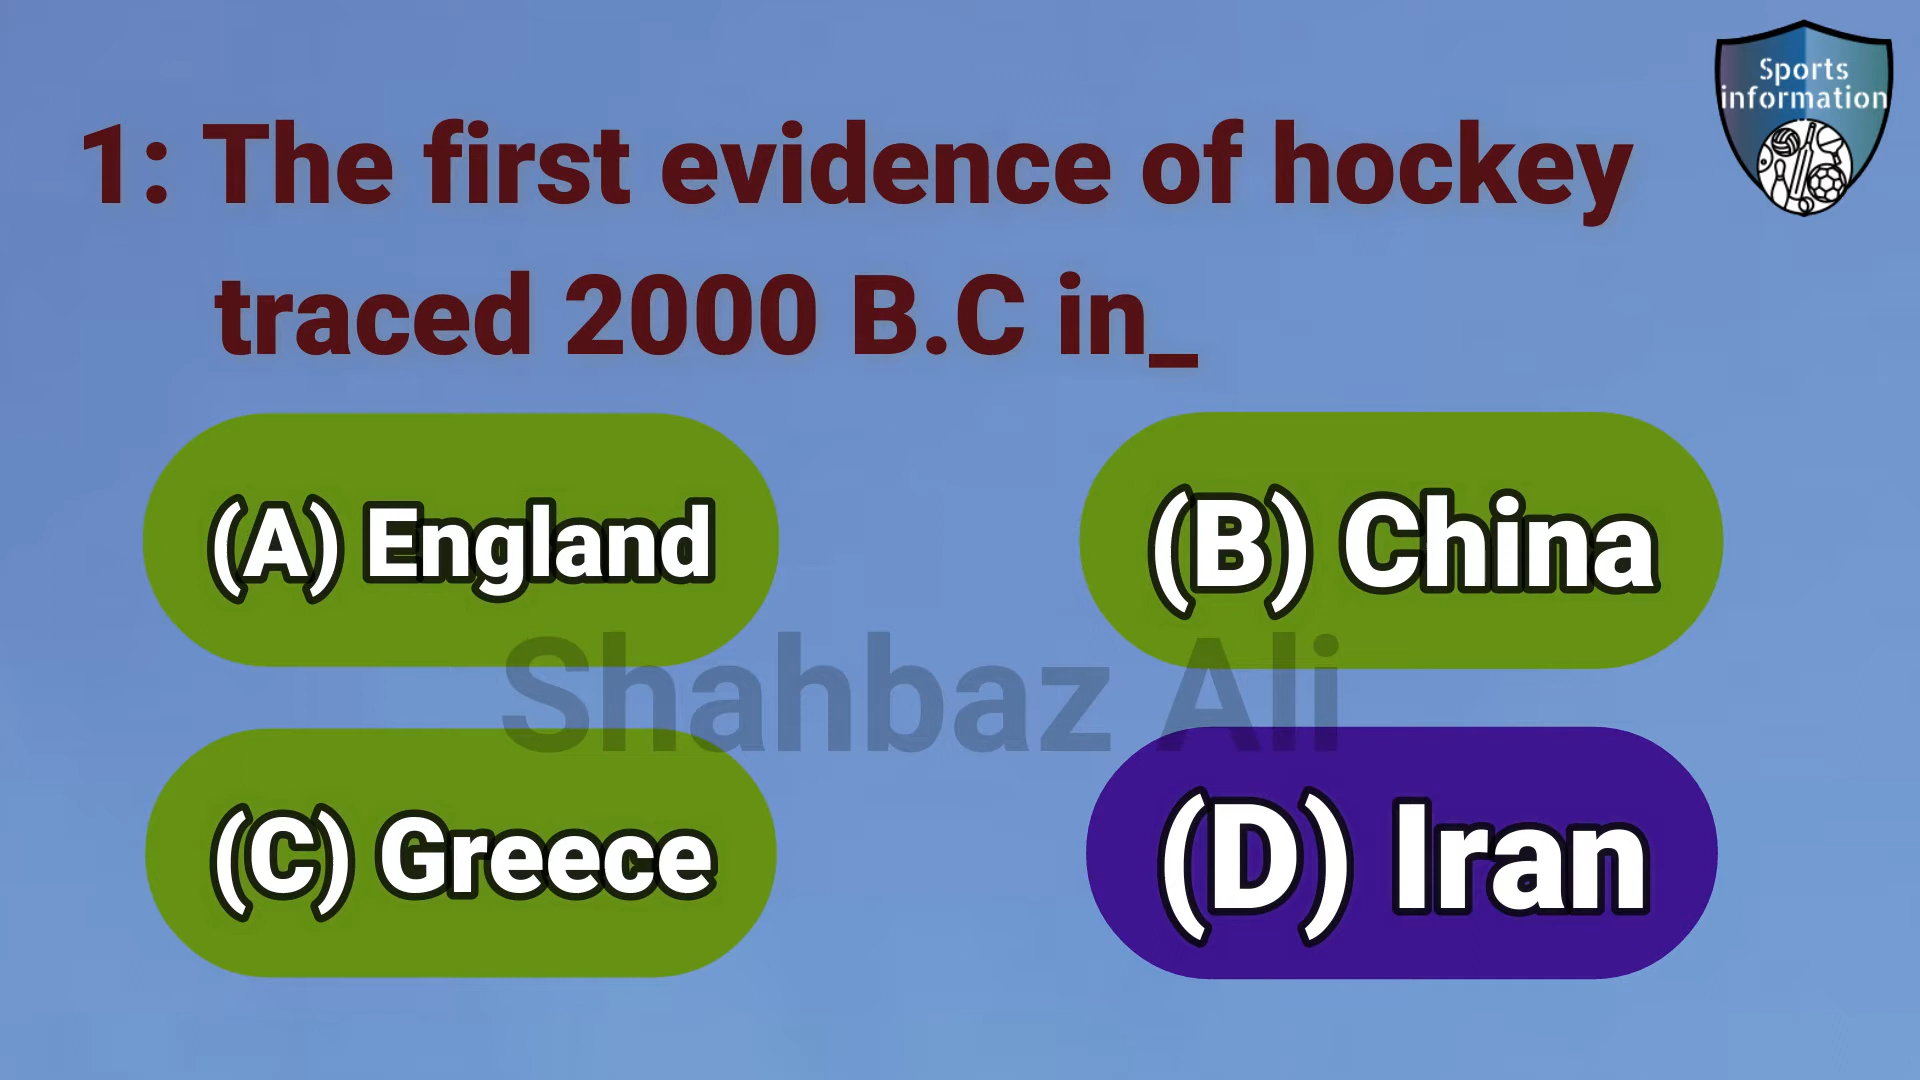 Sports
information
1: The first evidence of hockey
traced 2000 B.C in_
(A) England
(B) China
Shahbaz Ali
(C) Greece
(D) Iran